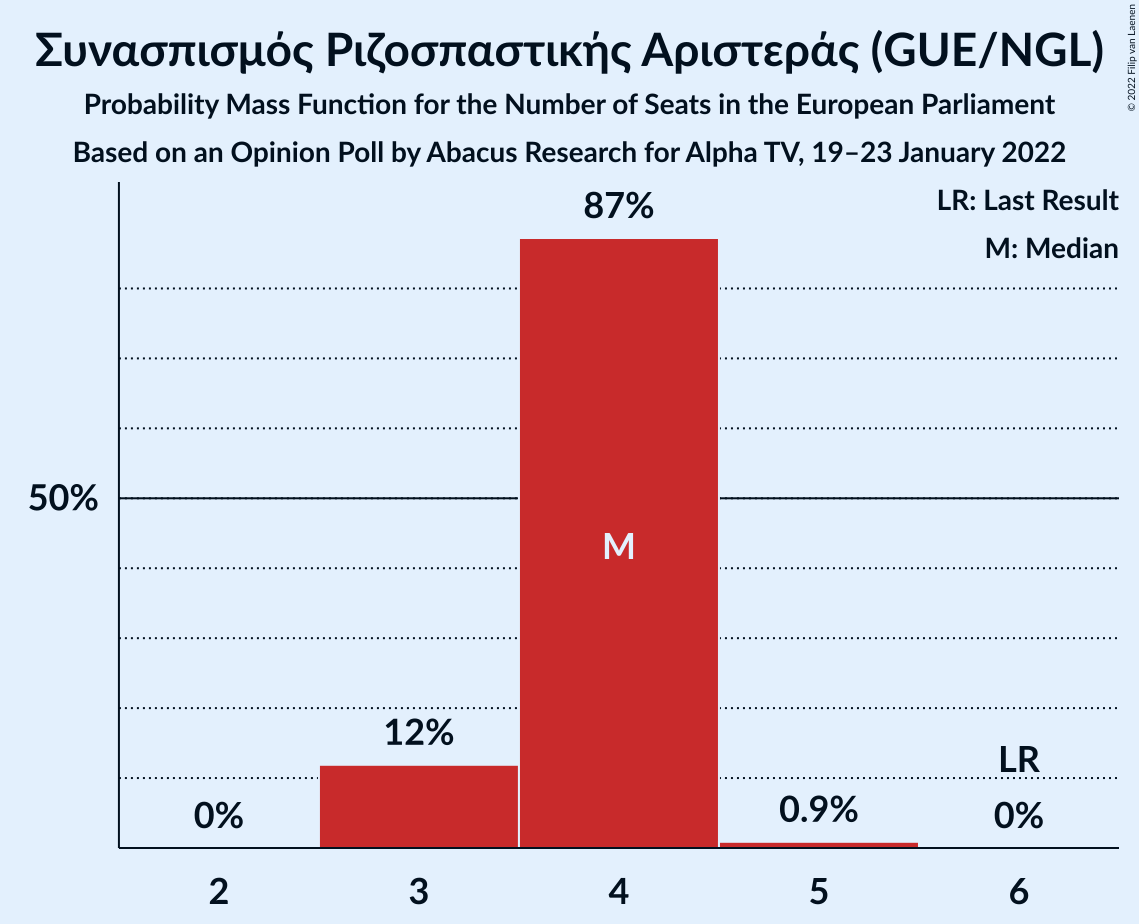 Συνασπισμός Ριζοσπαστικής Αριστεράς (GUE/NGL)
Probability Mass Function for the Number of Seats in the European Parliament
Based on an Opinion Poll by Abacus Research for Alpha TV, 19–23 January 2022
© 2022 Filip van Laenen
LR: Last Result
M: Median
87%
50%
M
12%
LR
0%
0.9%
0%
2 3 4 5 6